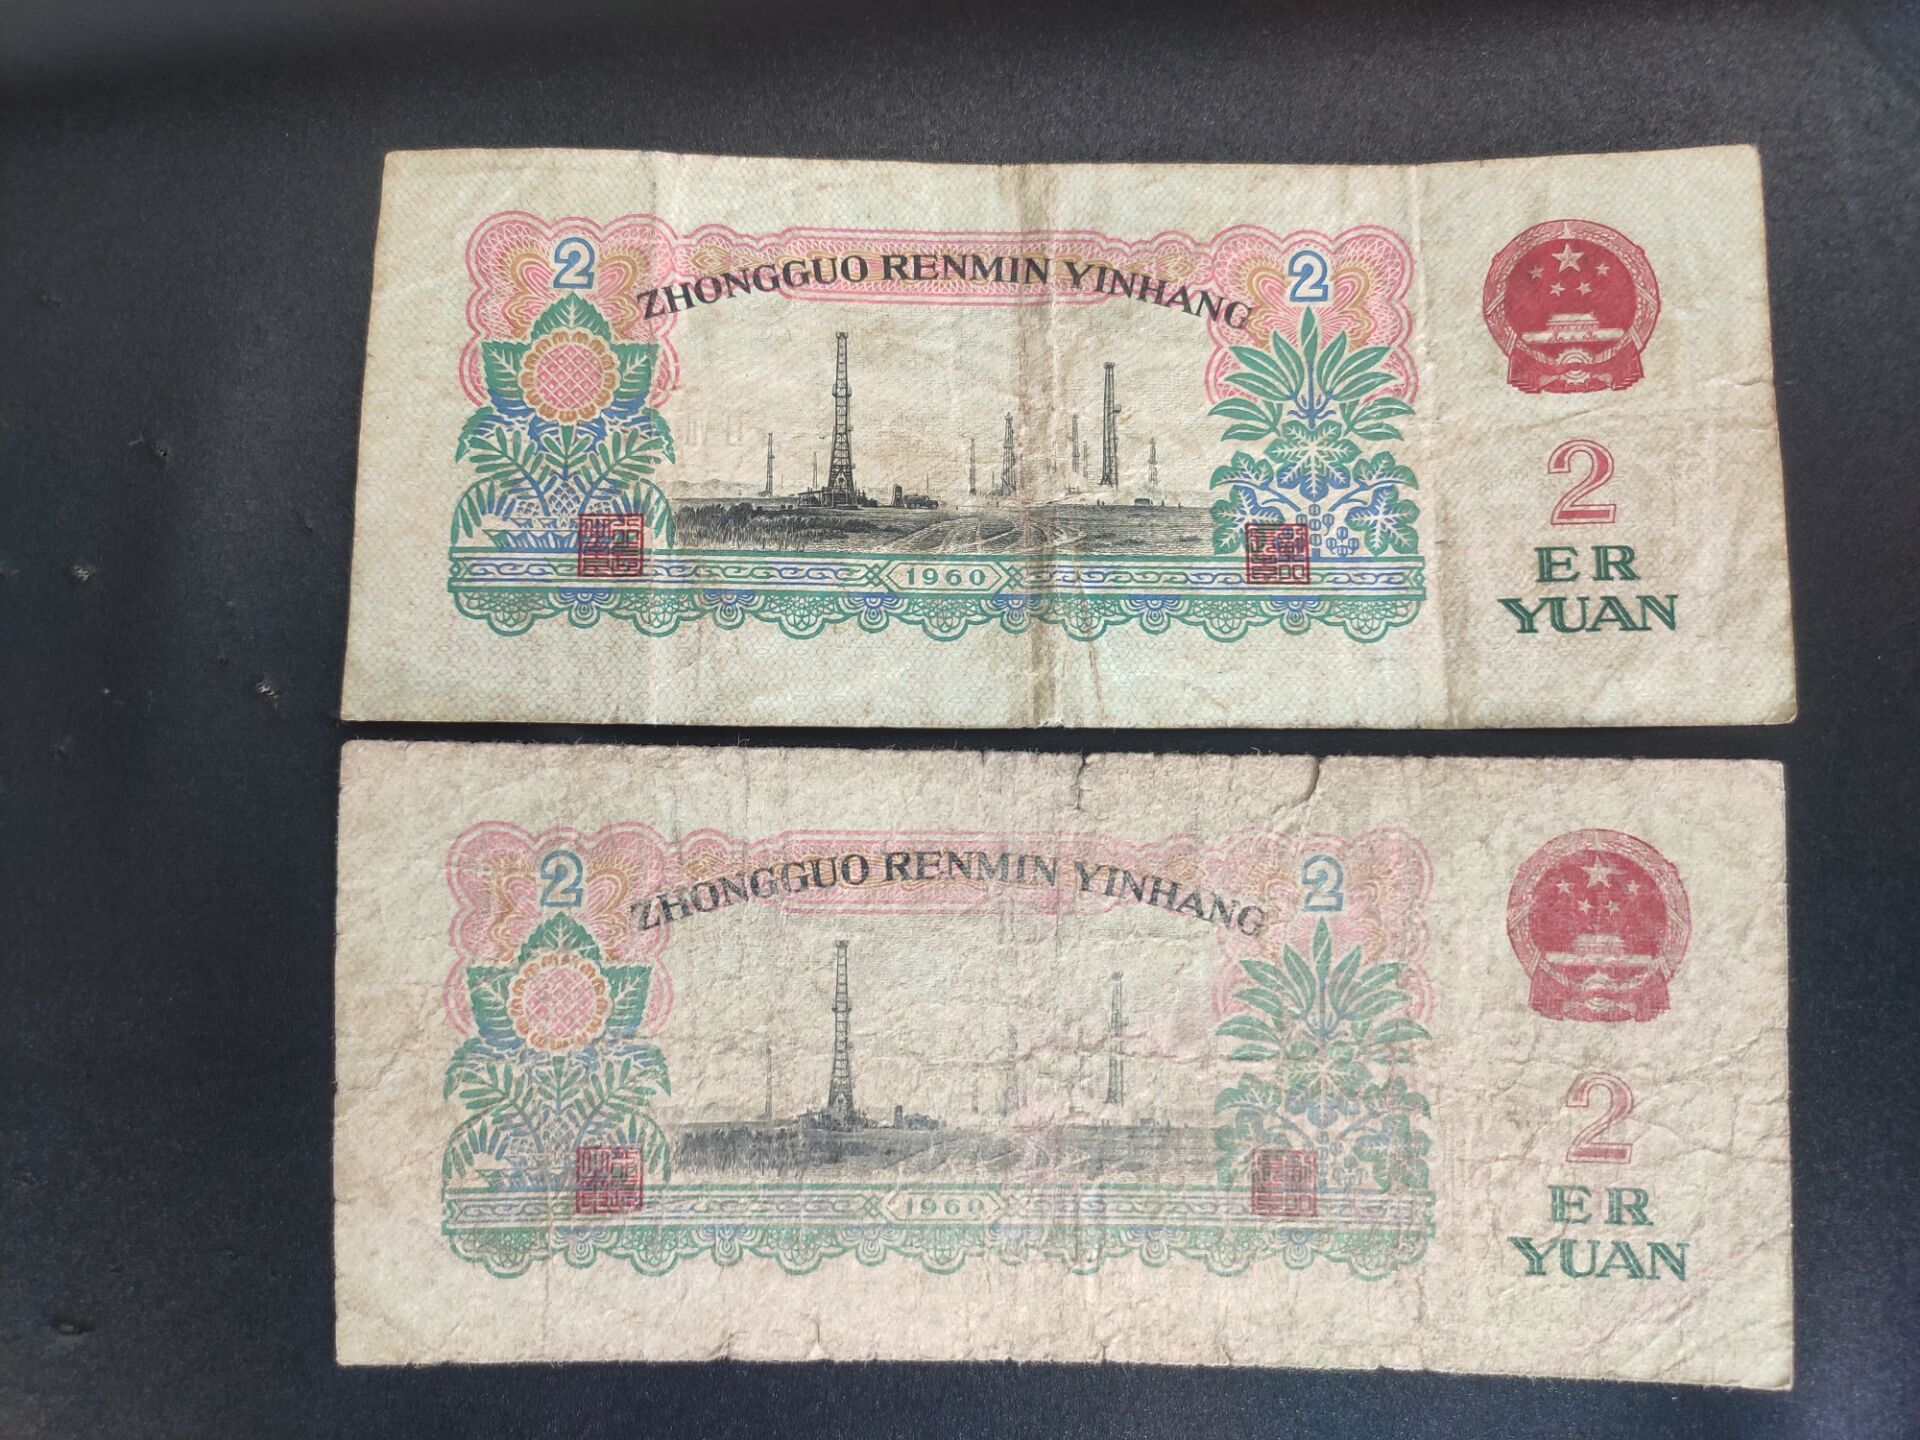 2 2
ZHONGGUO RENMIN YINHANG
2
1960
ER
YUAN
2 2
ZHONGGUO RENMIN YINHANG
2
1960
ER
YUAN